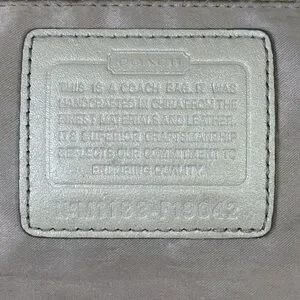 COACH
THIS IS A COACH BAG. IT WAS
HANDCRAFTED IN CHINA FROM THE
FINEST MATERIALS AND LEATHER.
ITS SUPERIOR CRAFTSMANSHIP
REFLECTS OUR COMMITMENT TO
ENDURING QUALITY.